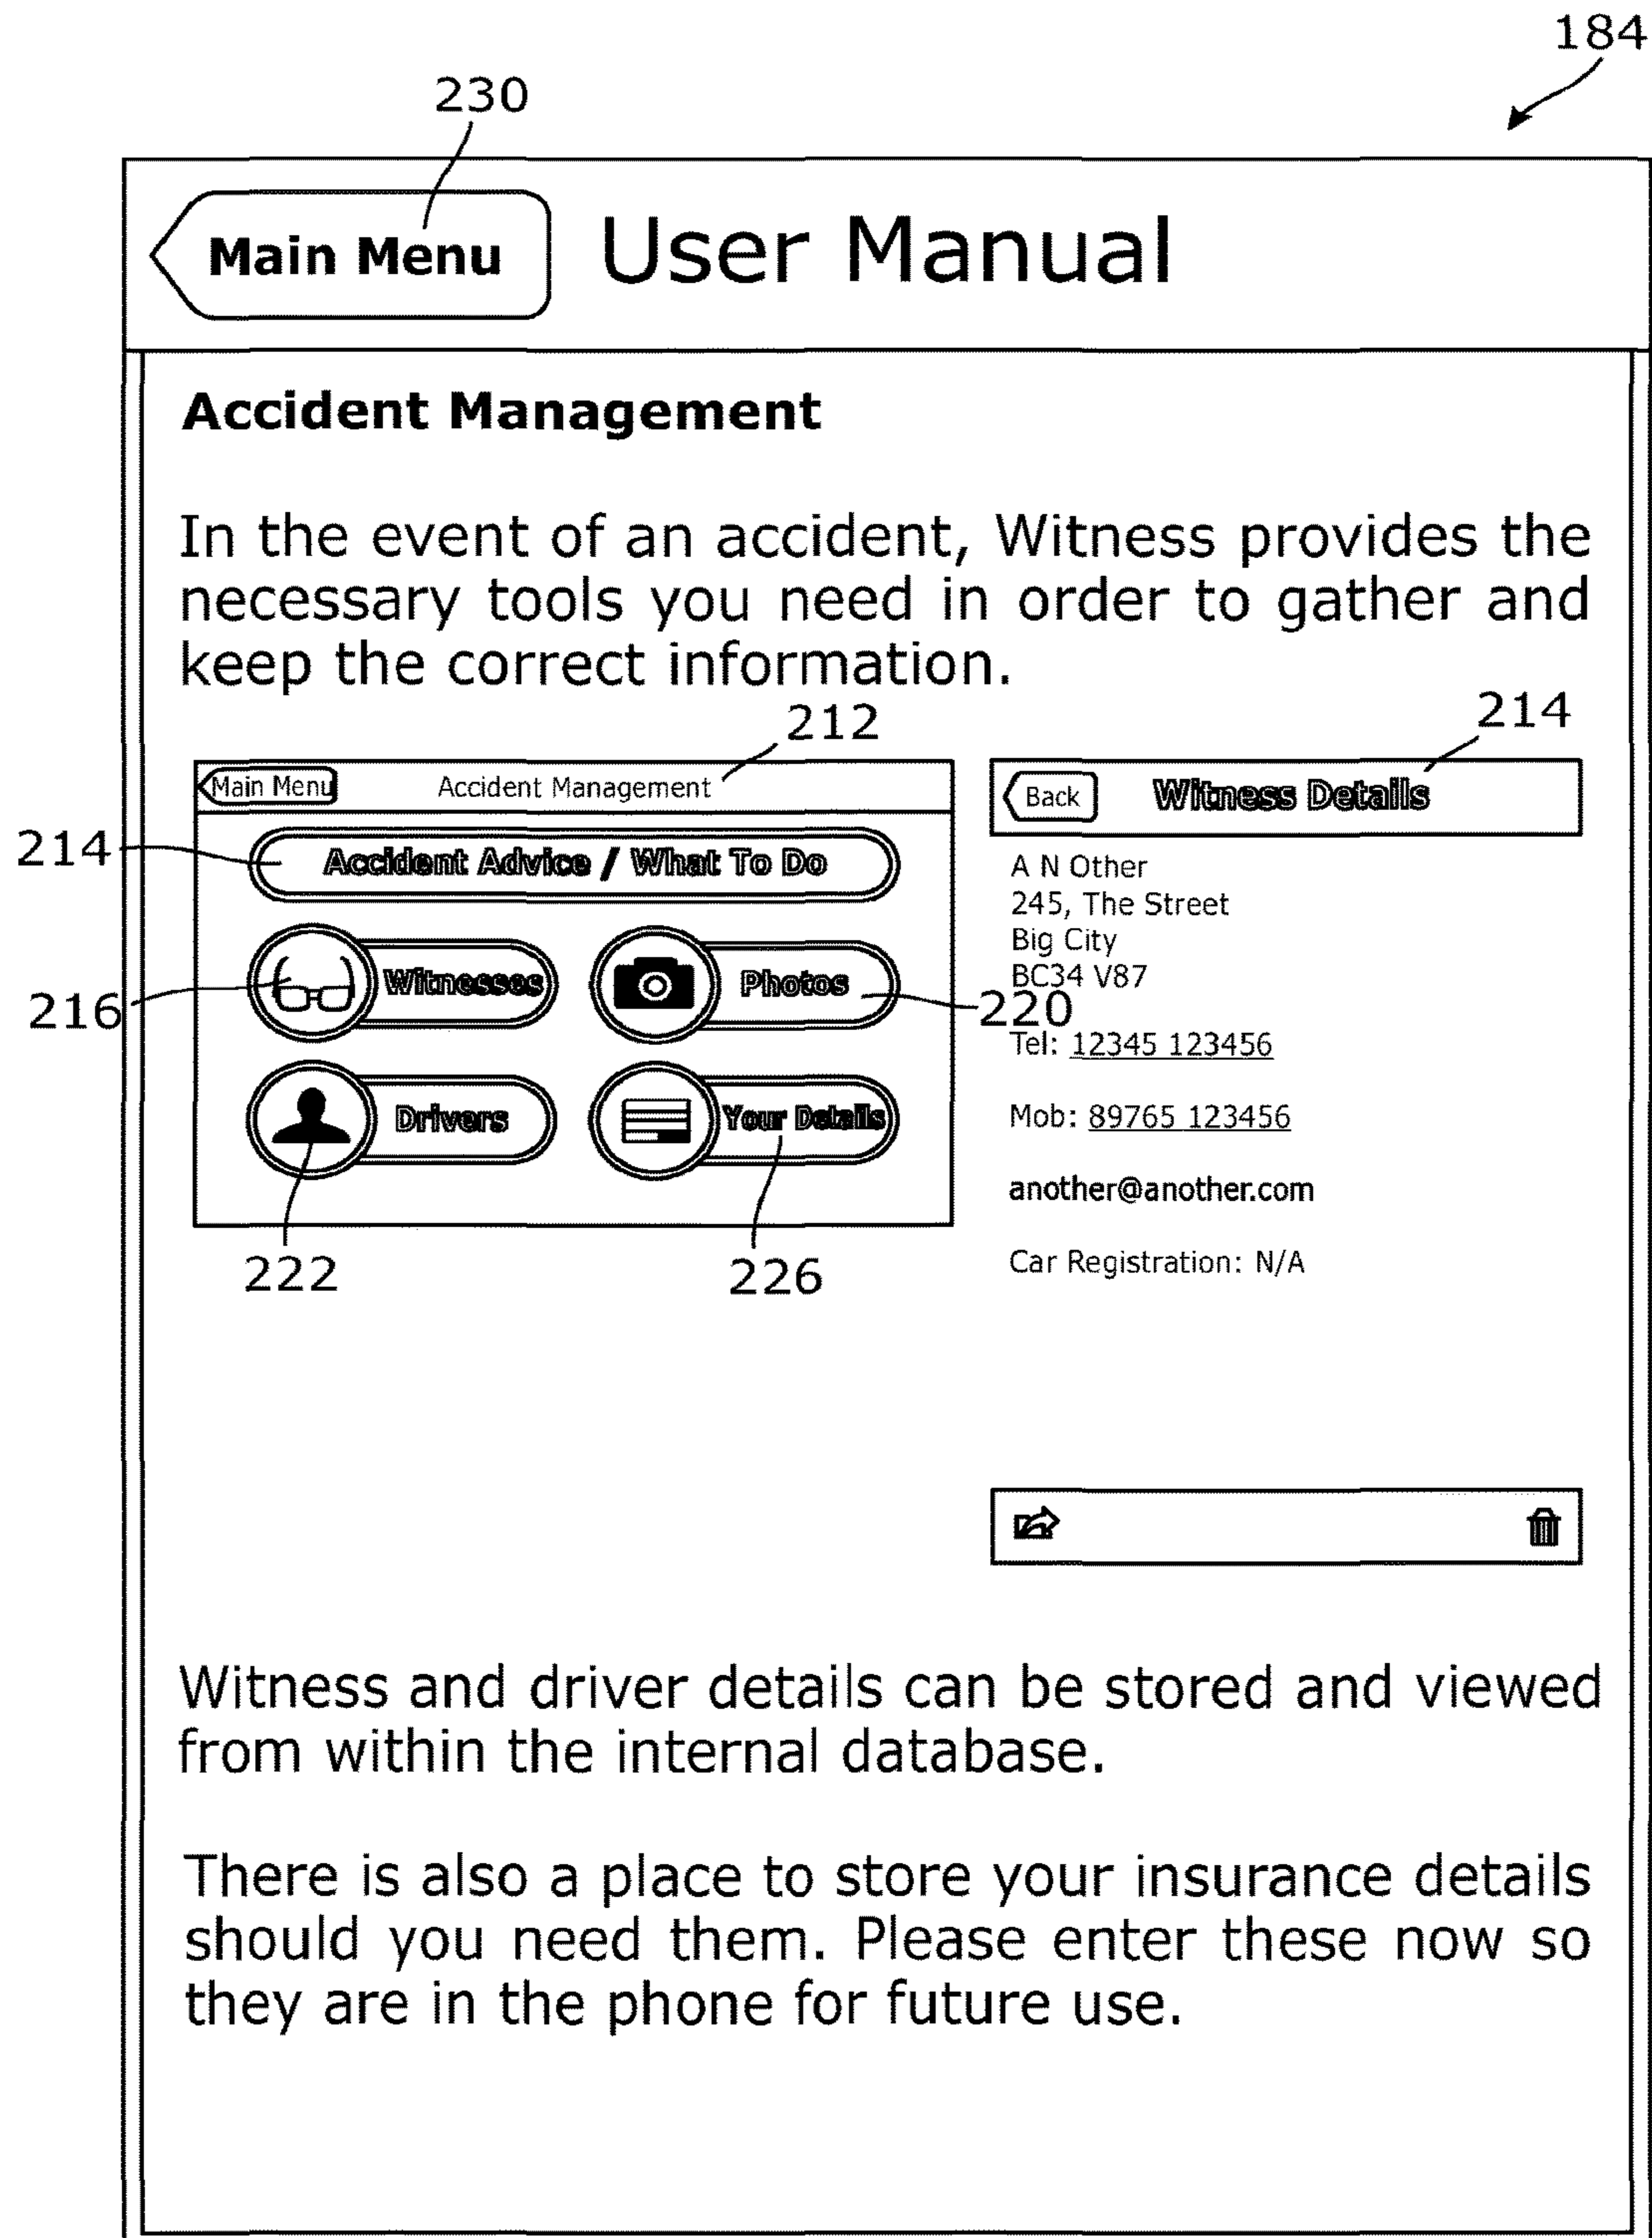 184
230
Main Menu
User Manual
Accident Management
In the event of an accident, Witness provides the
necessary tools you need in order to gather and
keep the correct information.
212
214
Main Menu
Accident Management
214
Accident Advice / What To Do
216
Witnesses
Photos
220
Drivers
Your Details
222
226
Back
Witness Details
A N Other
245, The Street
Big City
BC34 V87
Tel: 12345 123456
Mob: 89765 123456
another@another.com
Car Registration: N/A
Witness and driver details can be stored and viewed
from within the internal database.
There is also a place to store your insurance details
should you need them. Please enter these now so
they are in the phone for future use.